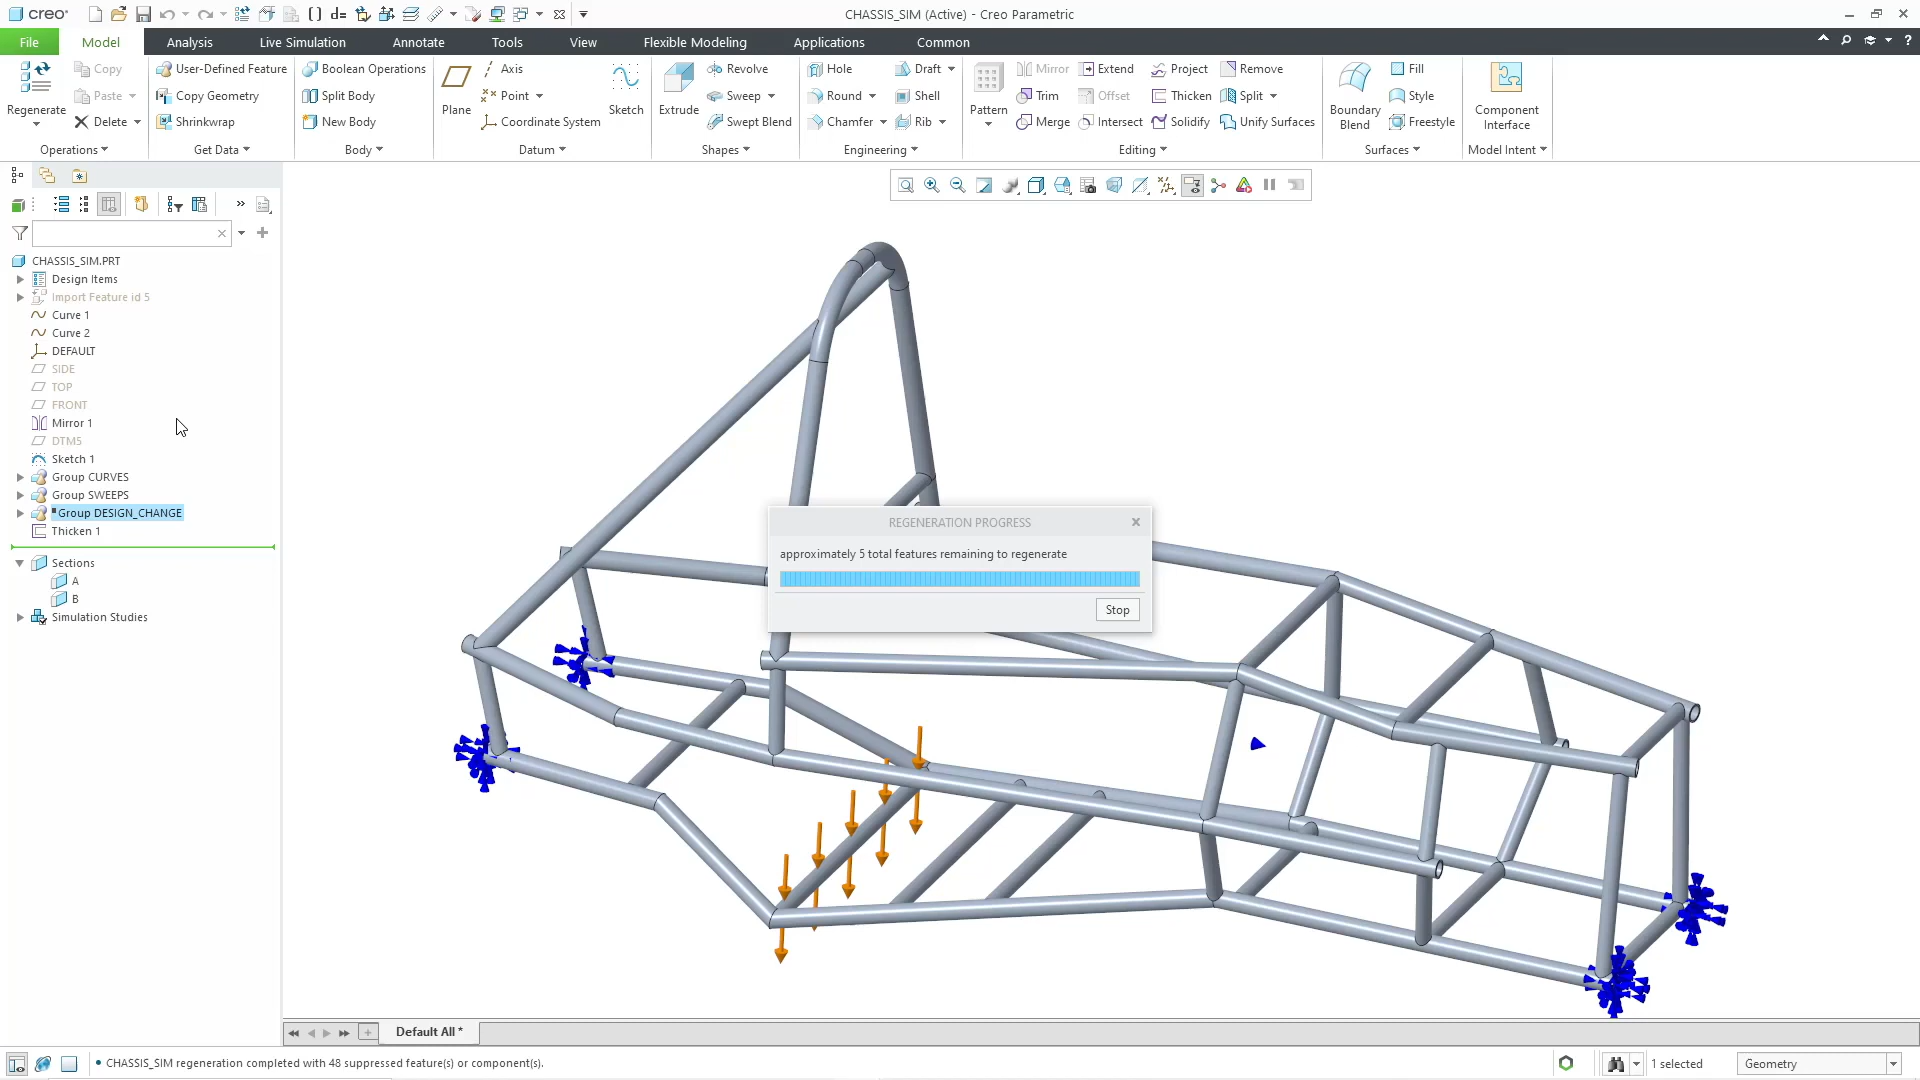 creo
d=
CHASSIS_SIM (Active) - Creo Parametric
File
Model
Analysis
Live Simulation
Annotate
Tools
View
Flexible Modeling
Applications
Common
Regenerate
Copy
Paste
Delete
Operations
User-Defined Feature
Copy Geometry
Shrinkwrap
Get Data
Boolean Operations
Split Body
New Body
Body
Plane
Axis
Point
Coordinate System
Sketch
Datum
Extrude
Revolve
Sweep
Swept Blend
Shapes
Hole
Round
Chamfer
Draft
Shell
Rib
Engineering
Pattern
Mirror
Trim
Merge
Extend
Offset
Intersect
Project
Thicken
Solidify
Remove
Split
Unify Surfaces
Editing
Boundary
Blend
Fill
Style
Freestyle
Surfaces
Component
Interface
Model Intent
CHASSIS_SIM.PRT
Design Items
Import Feature id 5
Curve 1
Curve 2
DEFAULT
SIDE
TOP
FRONT
Mirror 1
DTM5
Sketch 1
Group CURVES
Group SWEEPS
Group DESIGN_CHANGE
Thicken 1
Sections
A
B
Simulation Studies
REGENERATION PROGRESS
approximately 5 total features remaining to regenerate
Stop
Default All *
• CHASSIS_SIM regeneration completed with 48 suppressed feature(s) or component(s).
1 selected
Geometry